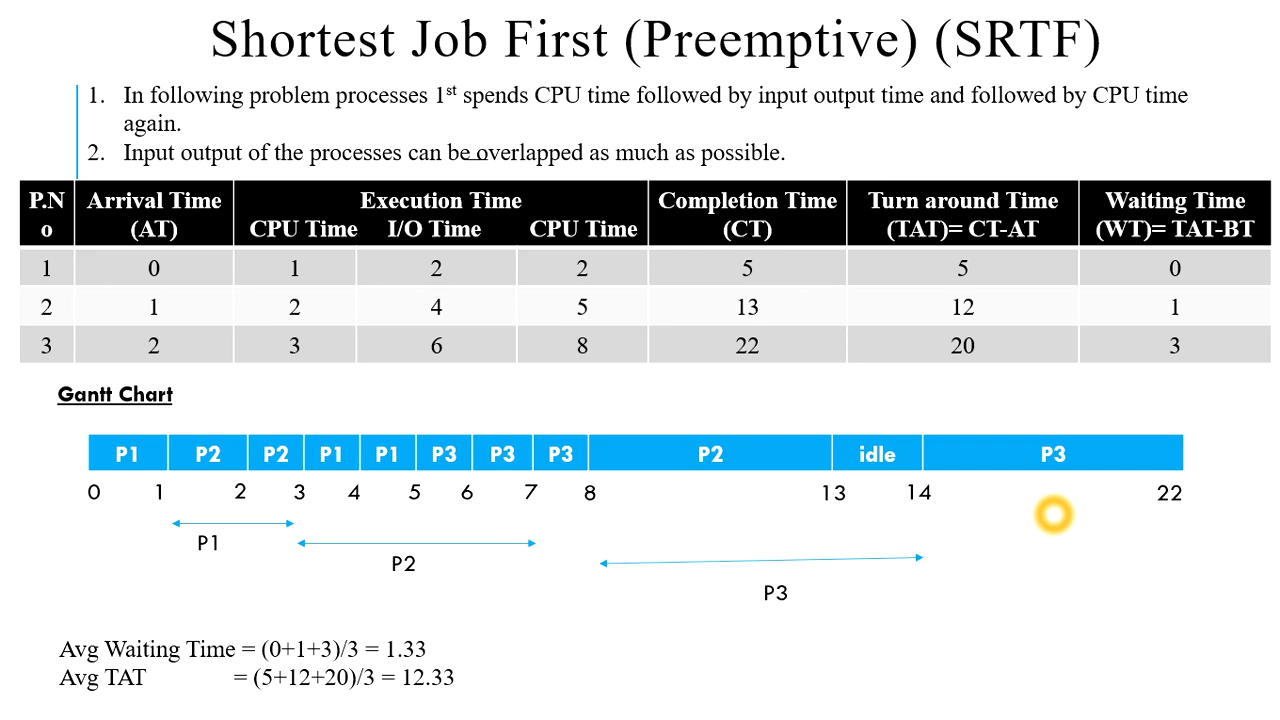 Shortest Job First (Preemptive) (SRTF)
1. In following problem processes 1st spends CPU time followed by input output time and followed by CPU time
again.
2. Input output of the processes can be overlapped as much as possible.
P.N Arrival Time Execution Time Completion Time Turn around Time Waiting Time
o (AT) CPU Time I/O Time CPU Time (CT) (TAT)= CT-AT (WT)= TAT-BT
1 0 1 2 2 5 5 0
2 1 2 4 5 13 12 1
3 2 3 6 8 22 20 3
Gantt Chart
P1 P2 P2 P1 P1 P3 P3 P3 P2 idle P3
0 1 2 3 4 5 6 7 8 13 14 22
P1
P2
P3
Avg Waiting Time = (0+1+3)/3 = 1.33
Avg TAT = (5+12+20)/3 = 12.33